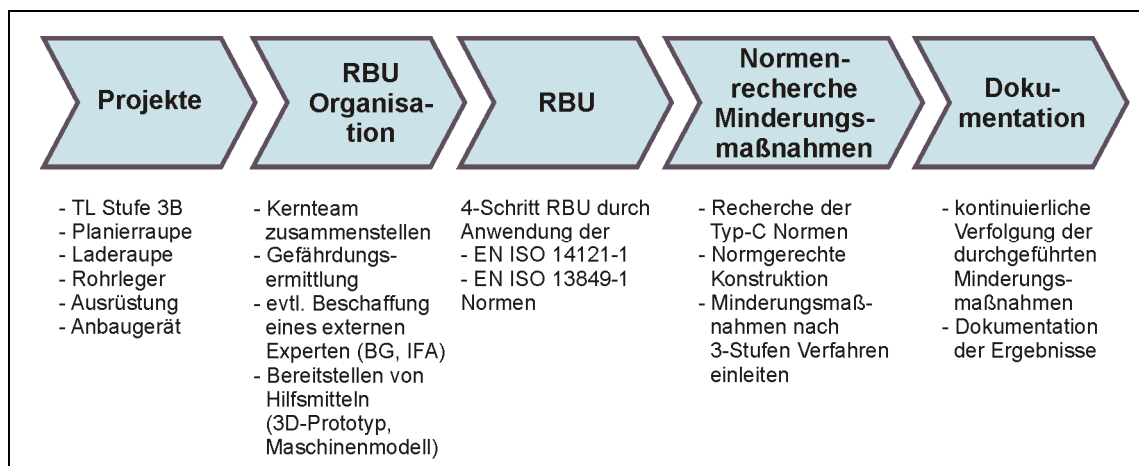 Projekte
RBU
Organisa-
tion
RBU
Normen-
recherche
Minderungs-
maßnahmen
Doku-
mentation
- TL Stufe 3B
- Planierraupe
- Laderaupe
- Rohrleger
- Ausrüstung
- Anbaugerät
- Kernteam
zusammenstellen
- Gefährdungs-
ermittlung
- evtl. Beschaffung
eines externen
Experten (BG, IFA)
- Bereitstellen von
Hilfsmitteln
(3D-Prototyp,
Maschinenmodell)
4-Schritt RBU durch
Anwendung der
- EN ISO 14121-1
- EN ISO 13849-1
Normen
- Recherche der
Typ-C Normen
- Normgerechte
Konstruktion
- Minderungsmaß-
nahmen nach
3-Stufen Verfahren
einleiten
- kontinuierliche
Verfolgung der
durchgeführten
Minderungs-
maßnahmen
- Dokumentation
der Ergebnisse